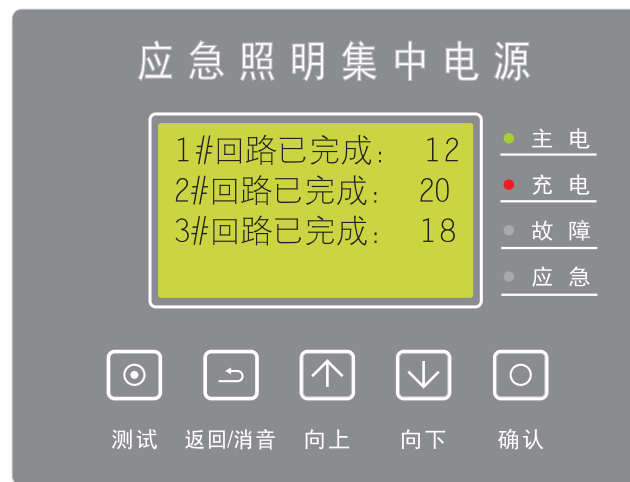 应急照明集中电源
1#回路已完成: 12
2#回路已完成: 20
3#回路已完成: 18
主电
充电
故障
应急
测试 返回/消音 向上 向下 确认